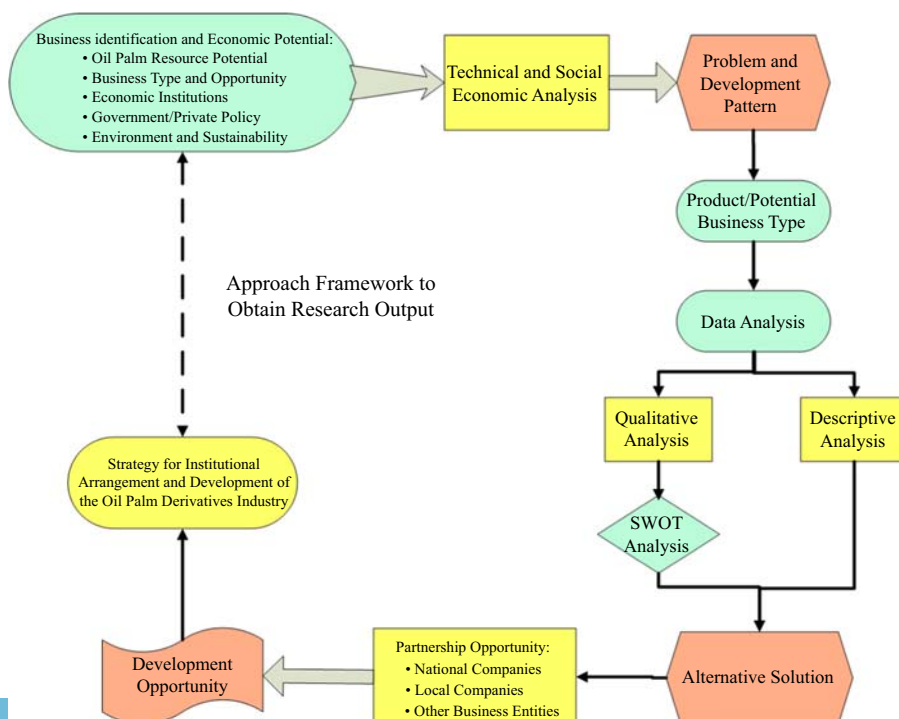 Business identification and Economic Potential:
• Oil Palm Resource Potential
• Business Type and Opportunity
• Economic Institutions
• Government/Private Policy
• Environment and Sustainability
Technical and Social
Economic Analysis
Problem and
Development
Pattern
Product/Potential
Business Type
Approach Framework to
Obtain Research Output
Data Analysis
Qualitative
Analysis
Descriptive
Analysis
SWOT
Analysis
Strategy for Institutional
Arrangement and Development of
the Oil Palm Derivatives Industry
Development
Opportunity
Partnership Opportunity:
• National Companies
• Local Companies
• Other Business Entities
Alternative Solution